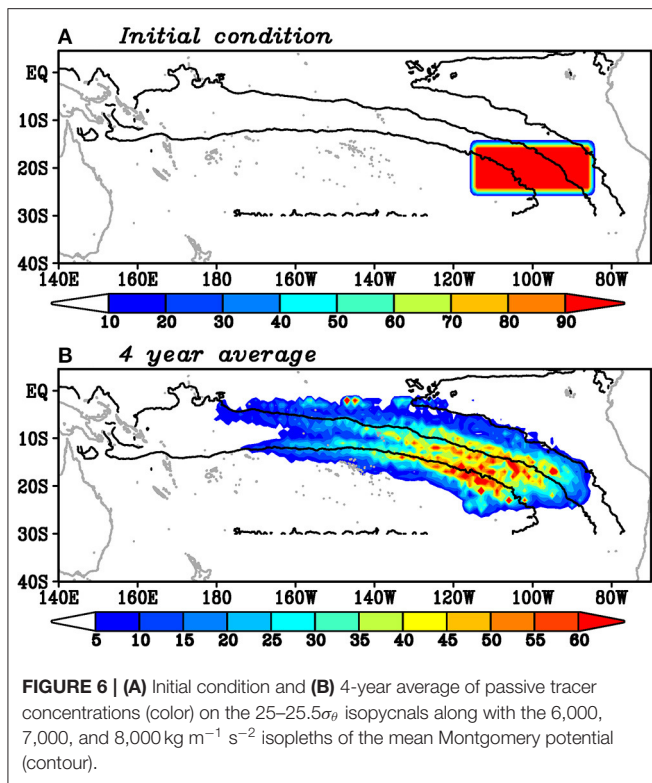 A Initial condition
EQ
10S
20S
30S
40S
140E 160E 180 160W 140W 120W 100W 80W
10 20 30 40 50 60 70 80 90
B 4 year average
EQ
10S
20S
30S
40S
140E 160E 180 160W 140W 120W 100W 80W
5 10 15 20 25 30 35 40 45 50 55 60
FIGURE 6 | (A) Initial condition and (B) 4-year average of passive tracer
concentrations (color) on the 25–25.5σθ isopycnals along with the 6,000,
7,000, and 8,000 kg m⁻¹ s⁻² isopleths of the mean Montgomery potential
(contour).